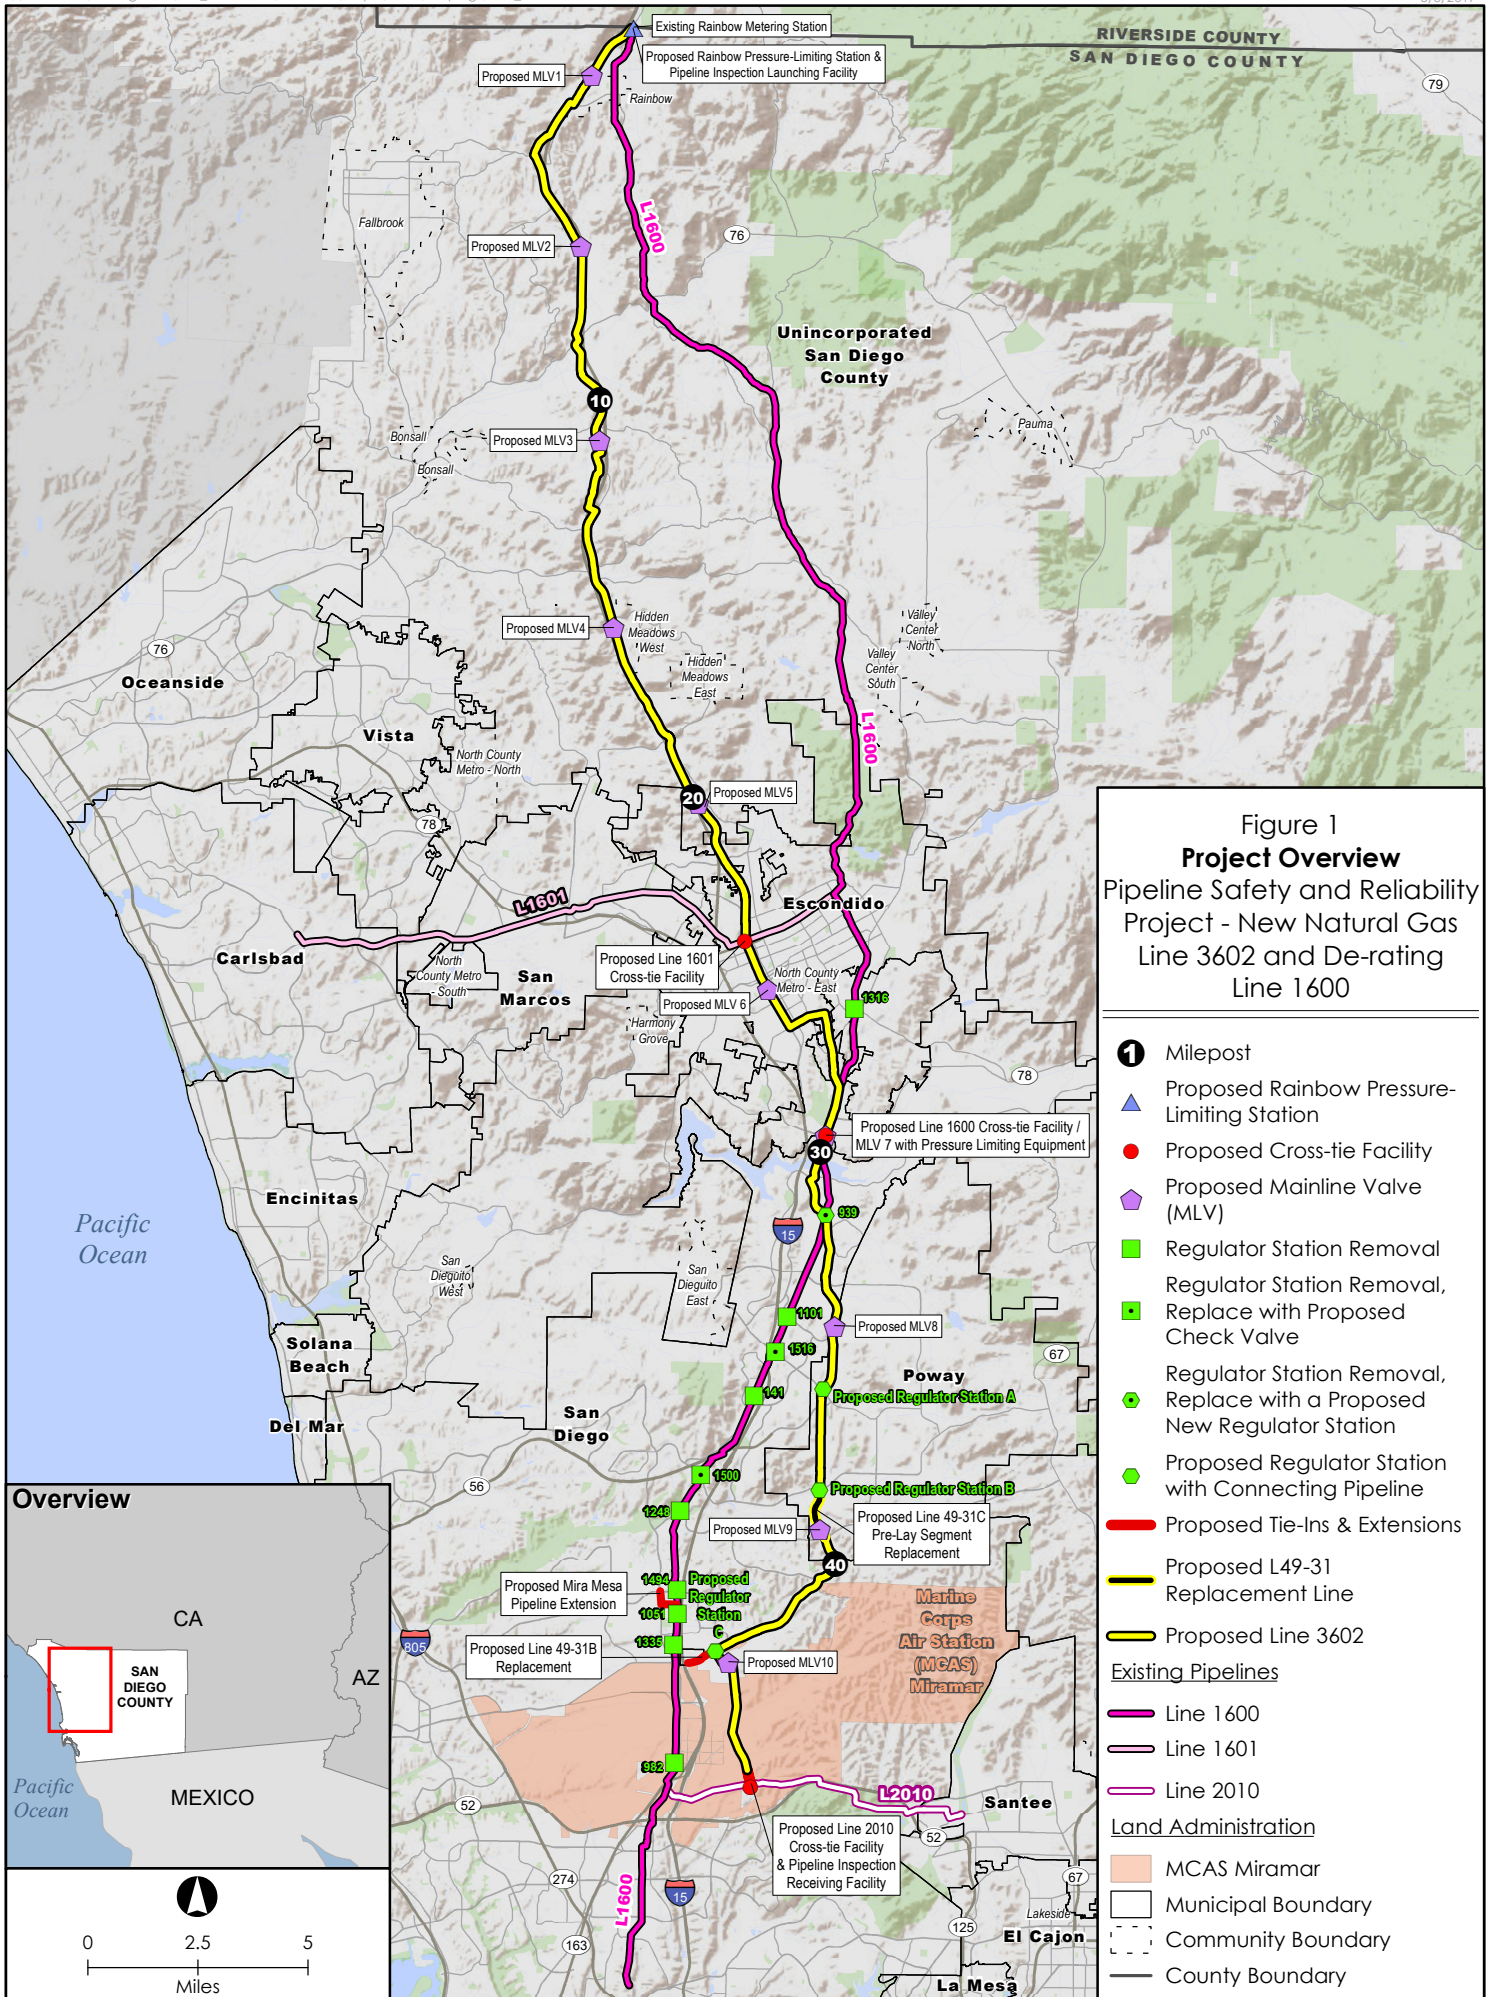 Existing Rainbow Metering Station
Proposed Rainbow Pressure-Limiting Station &
Pipeline Inspection Launching Facility
RIVERSIDE COUNTY
SAN DIEGO COUNTY
79
Proposed MLV1
Rainbow
Fallbrook
L1600
76
Proposed MLV2
Unincorporated
San Diego
County
10
Pauma
Bonsall
Proposed MLV3
Bonsall
Hidden
Meadows
West
Proposed MLV4
Valley
Center
North
76
Oceanside
Hidden
Meadows
East
Valley
Center
South
Vista
L1600
North County
Metro - North
20
Proposed MLV5
78
L1601
Escondido
Carlsbad
North
County Metro
- South
San
Marcos
Proposed Line 1601
Cross-tie Facility
North County
Metro - East
Proposed MLV 6
1316
Harmony
Grove
78
Proposed Line 1600 Cross-tie Facility /
MLV 7 with Pressure Limiting Equipment
30
Encinitas
939
Pacific
Ocean
15
San
Dieguito
West
San
Dieguito
East
1101
Proposed MLV8
1516
Solana
Beach
67
Poway
141
Proposed Regulator Station A
Del Mar
San
Diego
1500
56
Proposed Regulator Station B
1248
Proposed MLV9
Proposed Line 49-31C
Pre-Lay Segment
Replacement
40
1494
Proposed
Regulator
Station
C
Proposed Mira Mesa
Pipeline Extension
1051
Marine
Corps
Air Station
(MCAS)
Miramar
805
1335
Proposed Line 49-31B
Replacement
Proposed MLV10
982
L2010
Santee
52
52
Proposed Line 2010
Cross-tie Facility
& Pipeline Inspection
Receiving Facility
274
L1600
15
67
Lakeside
125
163
El Cajon
La Mesa
Figure 1
Project Overview
Pipeline Safety and Reliability
Project - New Natural Gas
Line 3602 and De-rating
Line 1600
1 Milepost
Proposed Rainbow Pressure-
Limiting Station
Proposed Cross-tie Facility
Proposed Mainline Valve
(MLV)
Regulator Station Removal
Regulator Station Removal,
Replace with Proposed
Check Valve
Regulator Station Removal,
Replace with a Proposed
New Regulator Station
Proposed Regulator Station
with Connecting Pipeline
Proposed Tie-Ins & Extensions
Proposed L49-31
Replacement Line
Proposed Line 3602
Existing Pipelines
Line 1600
Line 1601
Line 2010
Land Administration
MCAS Miramar
Municipal Boundary
Community Boundary
County Boundary
Overview
CA
AZ
SAN
DIEGO
COUNTY
Pacific
Ocean
MEXICO
0 2.5 5
Miles